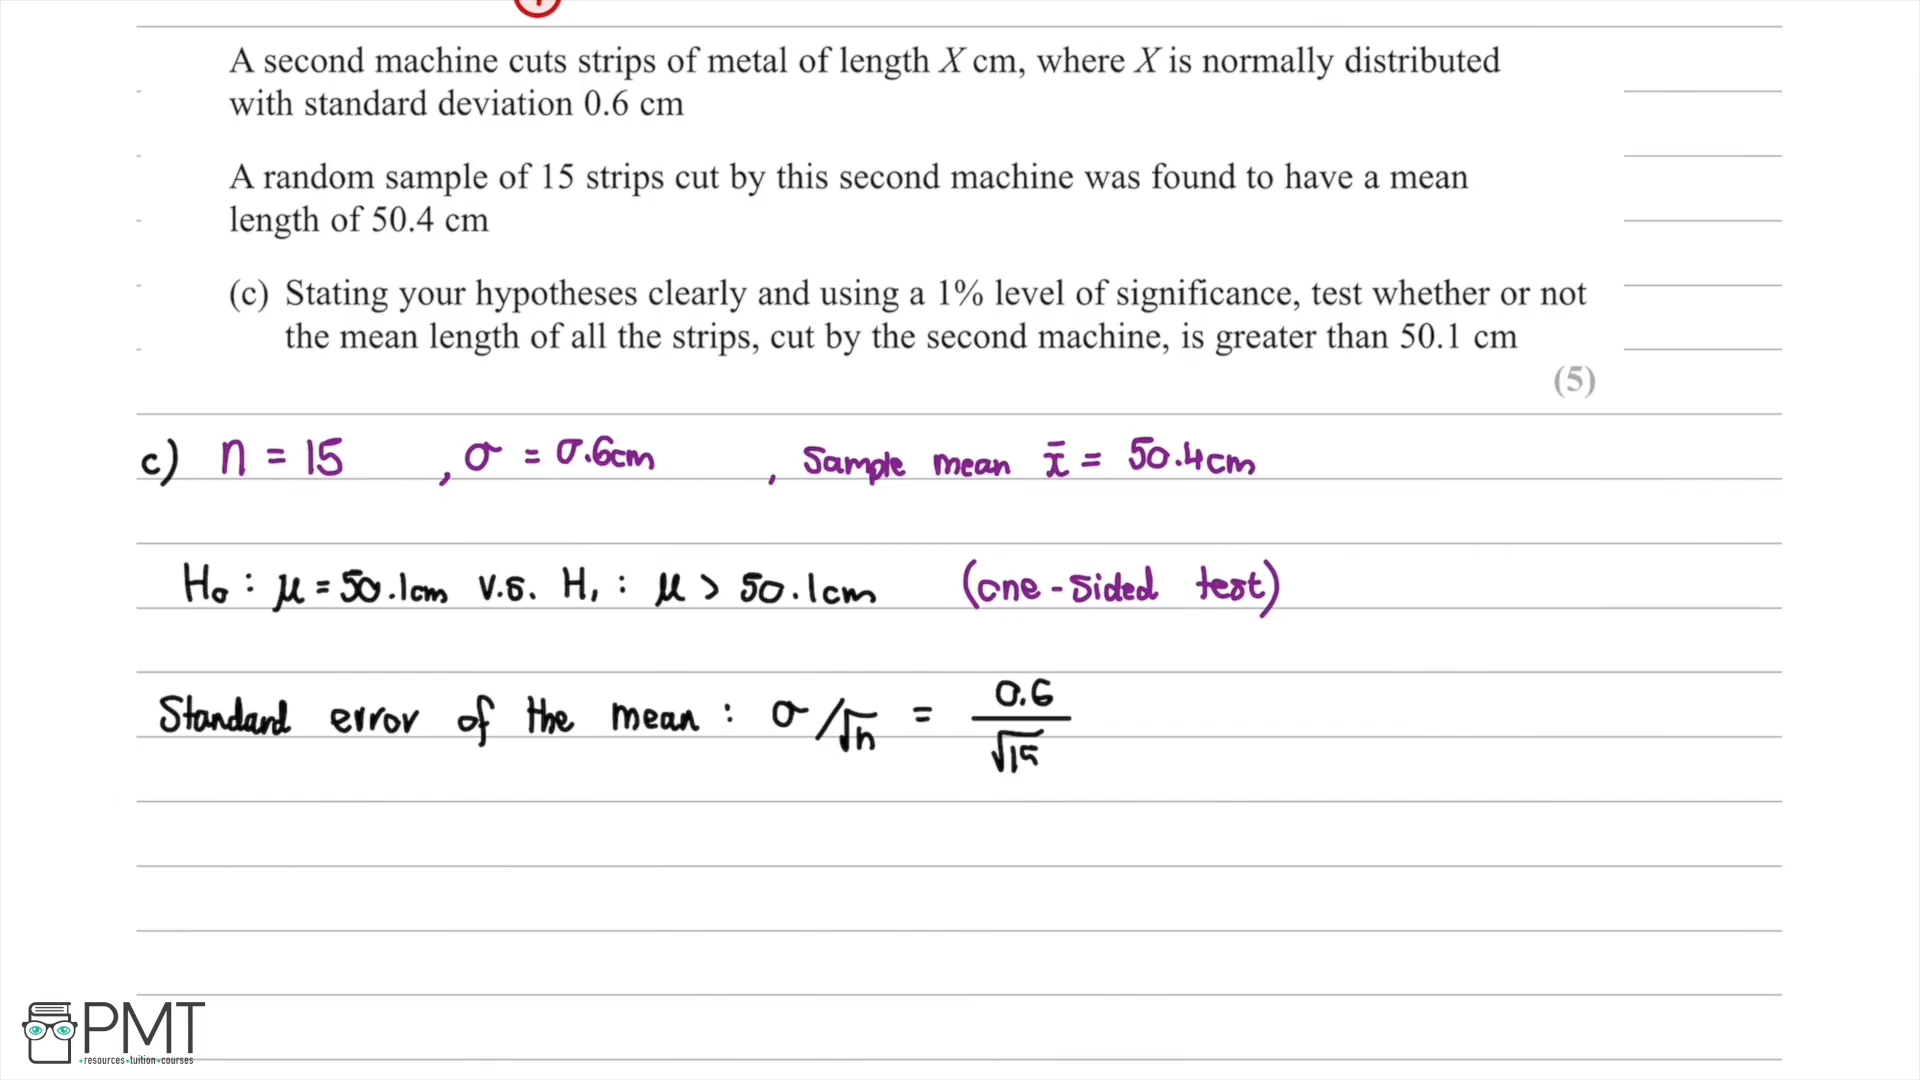 A second machine cuts strips of metal of length X cm, where X is normally distributed
with standard deviation 0.6 cm
A random sample of 15 strips cut by this second machine was found to have a mean
length of 50.4 cm
(c) Stating your hypotheses clearly and using a 1% level of significance, test whether or not
the mean length of all the strips, cut by the second machine, is greater than 50.1 cm
(5)
c) n = 15 , σ = 0.6cm , Sample mean x̄ = 50.4cm
H₀ : μ = 50.1cm v.s. H₁ : μ > 50.1cm (one-sided test)
Standard error of the mean : σ/√n = 0.6/√15
PMT
•resources•tuition•courses